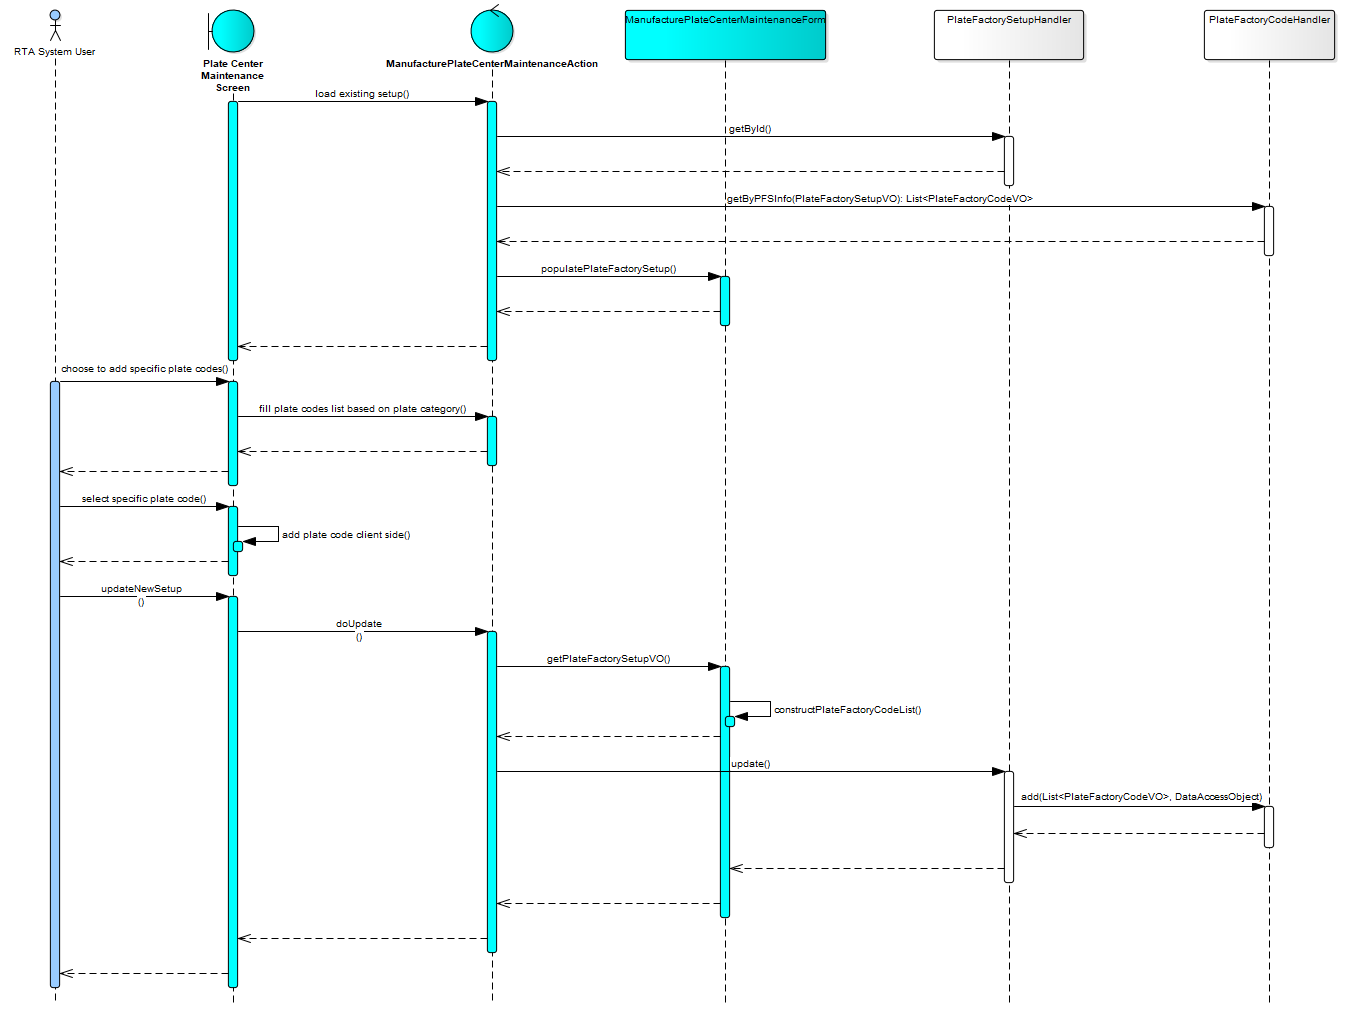 RTA System User
Plate Center
Maintenance
Screen
ManufacturePlateCenterMaintenanceAction
ManufacturePlateCenterMaintenanceForm
PlateFactorySetupHandler
PlateFactoryCodeHandler
load existing setup()
getById()
getByPFSInfo(PlateFactorySetupVO): List<PlateFactoryCodeVO>
populatePlateFactorySetup()
choose to add specific plate codes()
fill plate codes list based on plate category()
select specific plate code()
add plate code client side()
updateNewSetup
()
doUpdate
()
getPlateFactorySetupVO()
constructPlateFactoryCodeList()
update()
add(List<PlateFactoryCodeVO>, DataAccessObject)